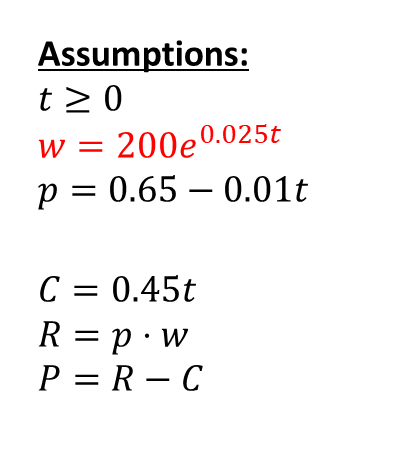 Assumptions:
t ≥ 0
w = 200e^{0.025t}
p = 0.65 − 0.01t
C = 0.45t
R = p · w
P = R − C